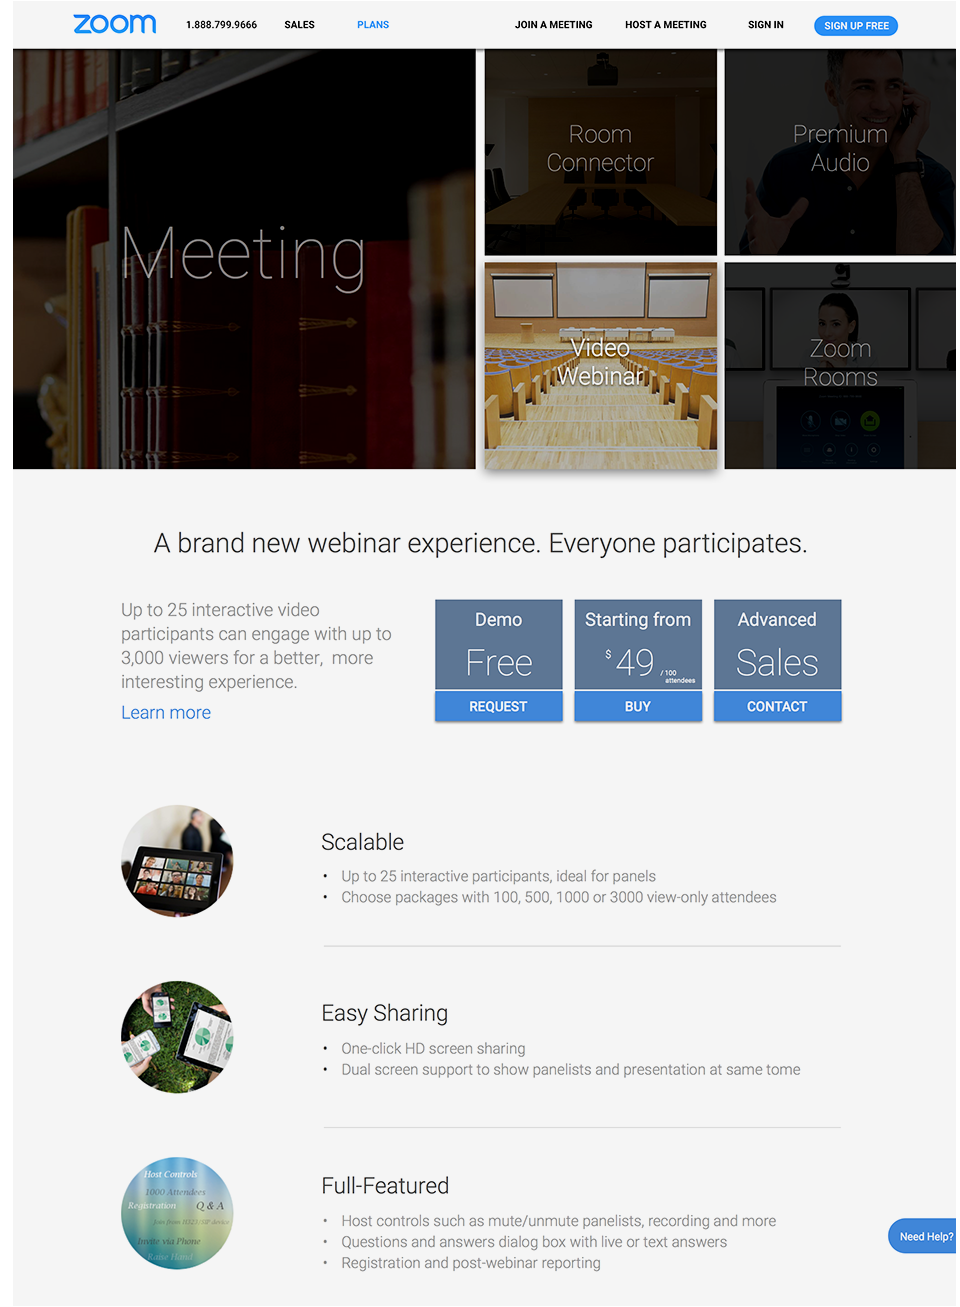 zoom 1.888.799.9666 SALES PLANS JOIN A MEETING HOST A MEETING SIGN IN SIGN UP FREE
Meeting
Room
Connector
Premium
Audio
Video
Webinar
Zoom
Rooms
A brand new webinar experience. Everyone participates.
Up to 25 interactive video
participants can engage with up to
3,000 viewers for a better, more
interesting experience.
Learn more
Demo
Free
REQUEST
Starting from
$ 49 / 100
attendees
BUY
Advanced
Sales
CONTACT
Scalable
• Up to 25 interactive participants, ideal for panels
• Choose packages with 100, 500, 1000 or 3000 view-only attendees
Easy Sharing
• One-click HD screen sharing
• Dual screen support to show panelists and presentation at same tome
Host Controls
1000 Attendees
Registration Q & A
Join from H323/SIP device
Invite via Phone
Raise Hand
Full-Featured
• Host controls such as mute/unmute panelists, recording and more
• Questions and answers dialog box with live or text answers
• Registration and post-webinar reporting
Need Help?